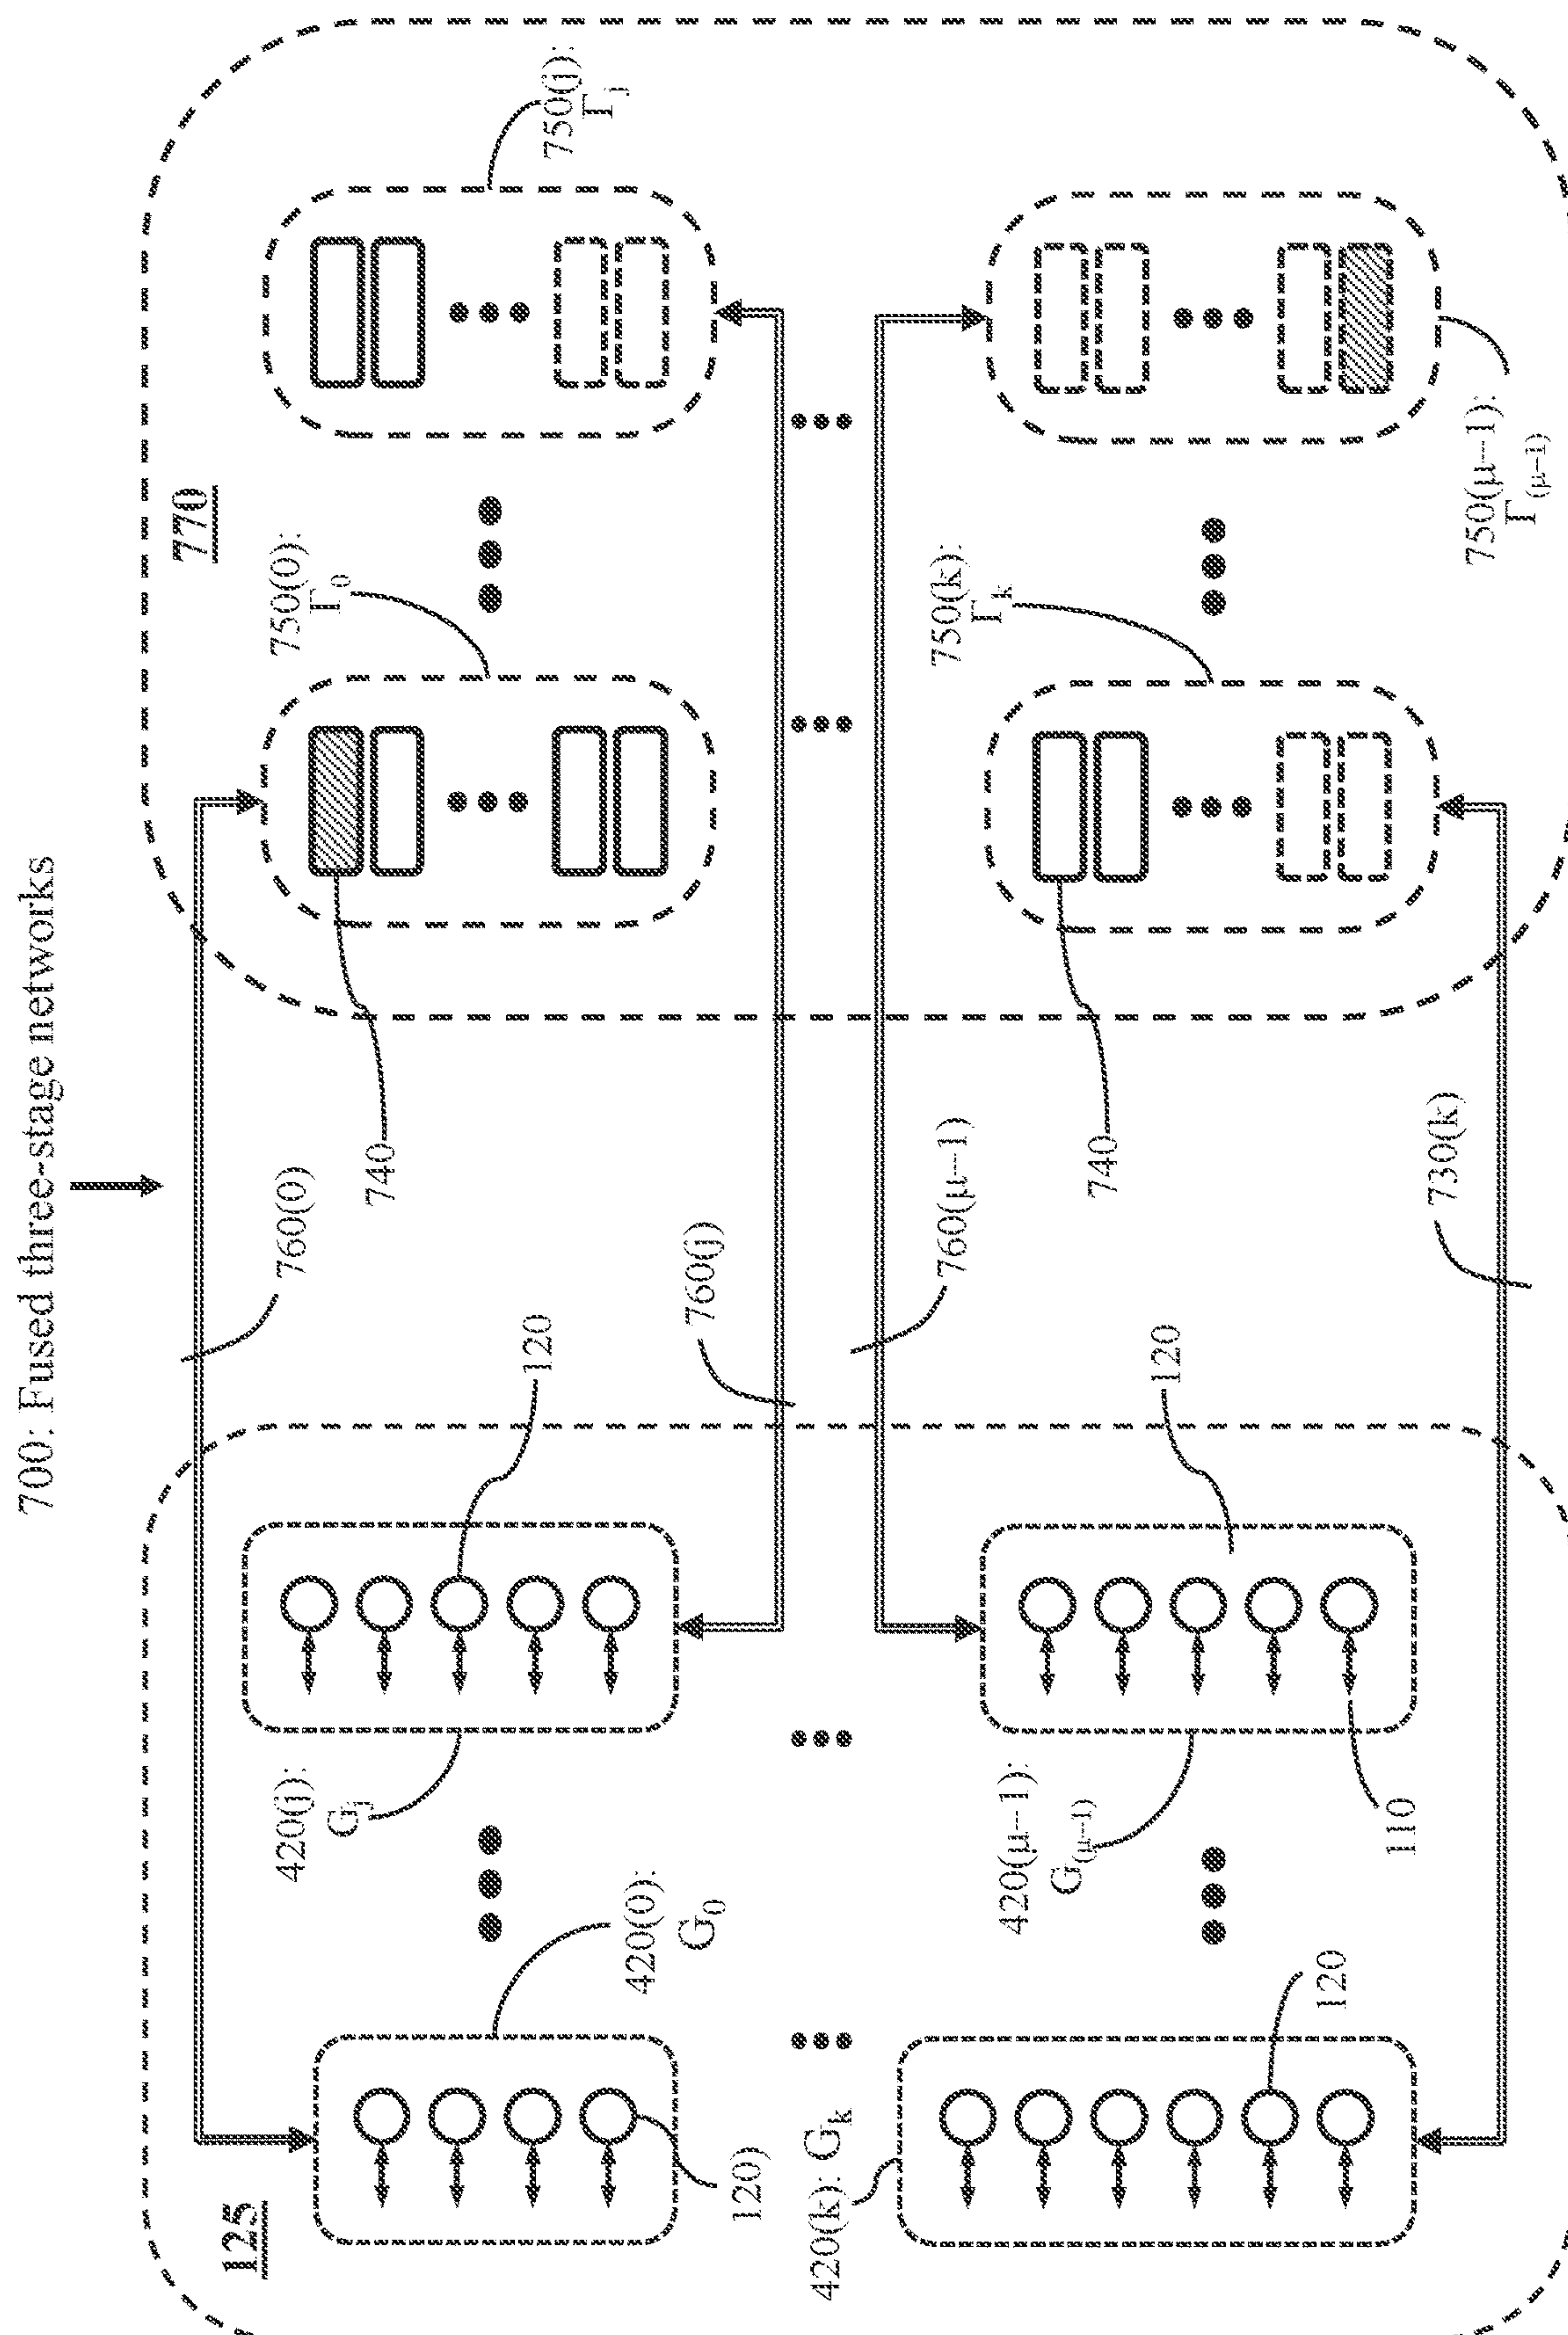 700: Fused three-stage networks
125
770
420(0):
G0
120)
420(j):
Gj
120
760(0)
740
750(0):
Γ0
750(j):
Γj
760(j)
420(k): Gk
120
420(μ−1):
G(μ−1)
110
120
760(μ−1)
730(k)
740
750(k):
Γk
750(μ−1):
Γ(μ−1)